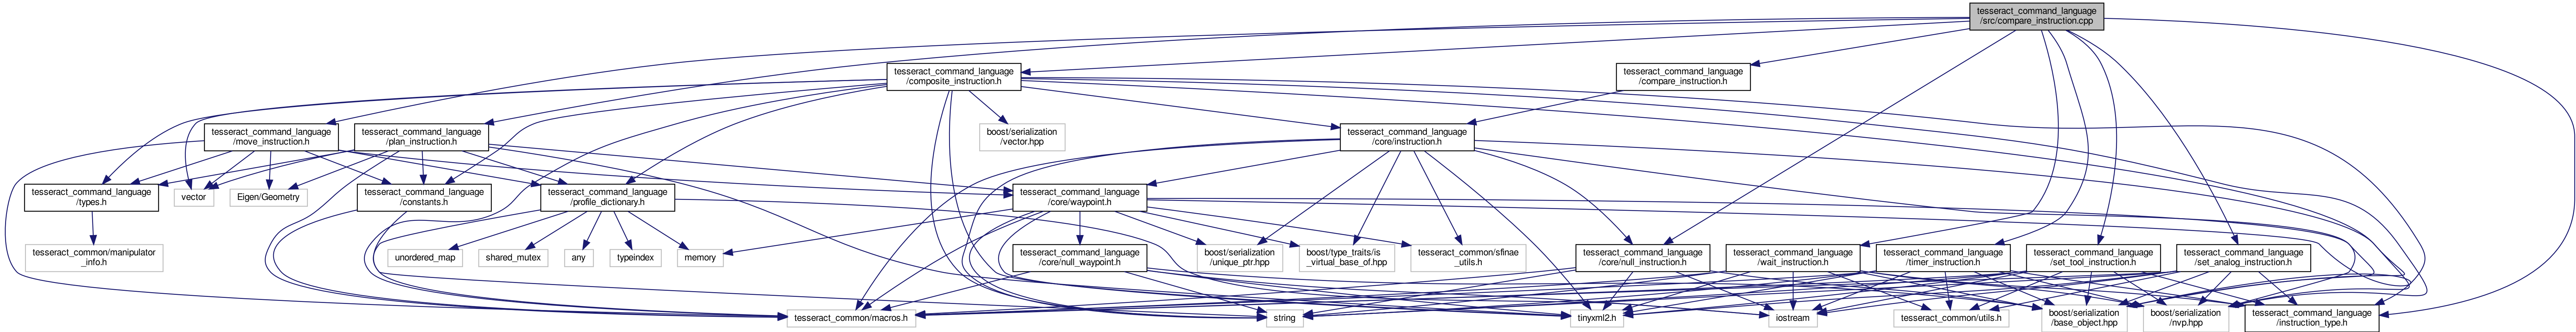 tesseract_command_language
/src/compare_instruction.cpp
tesseract_command_language
/composite_instruction.h
tesseract_command_language
/compare_instruction.h
tesseract_command_language
/move_instruction.h
tesseract_command_language
/plan_instruction.h
boost/serialization
/vector.hpp
tesseract_command_language
/core/instruction.h
tesseract_command_language
/types.h
vector
Eigen/Geometry
tesseract_command_language
/constants.h
tesseract_command_language
/profile_dictionary.h
tesseract_command_language
/core/waypoint.h
tesseract_common/manipulator
_info.h
unordered_map
shared_mutex
any
typeindex
memory
tesseract_command_language
/core/null_waypoint.h
boost/serialization
/unique_ptr.hpp
boost/type_traits/is
_virtual_base_of.hpp
tesseract_common/sfinae
_utils.h
tesseract_command_language
/core/null_instruction.h
tesseract_command_language
/wait_instruction.h
tesseract_command_language
/timer_instruction.h
tesseract_command_language
/set_tool_instruction.h
tesseract_command_language
/set_analog_instruction.h
tesseract_common/macros.h
string
tinyxml2.h
iostream
tesseract_common/utils.h
boost/serialization
/base_object.hpp
boost/serialization
/nvp.hpp
tesseract_command_language
/instruction_type.h